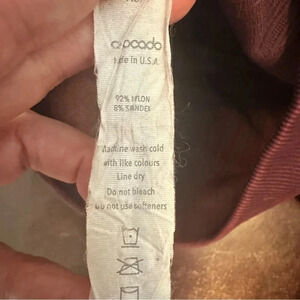 Made in U.S.A.
92% NYLON
8% SPANDEX
Machine wash cold
with like colours
Line dry
Do not bleach
Do not use softeners